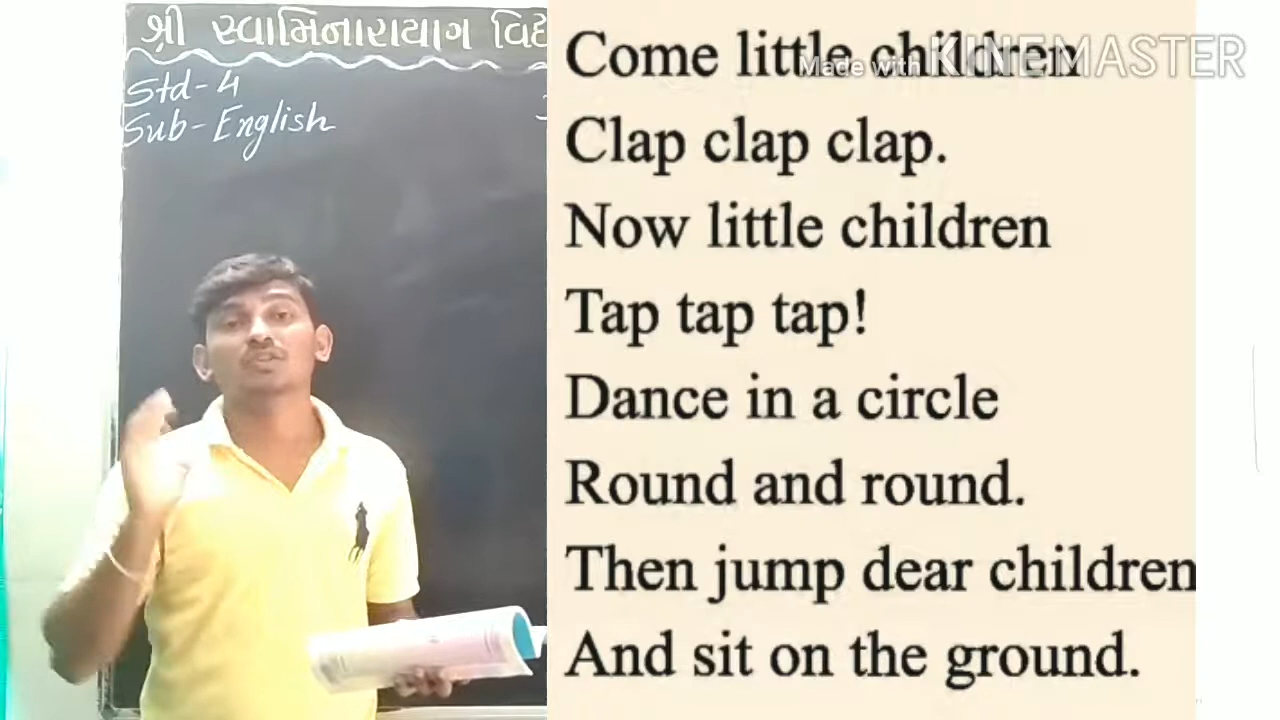 શ્રી સ્વામિનારાયાગ
Std-4
Sub-English
Come little children
Clap clap clap.
Now little children
Tap tap tap!
Dance in a circle
Round and round.
Then jump dear children
And sit on the ground.
Made with KINEMASTER